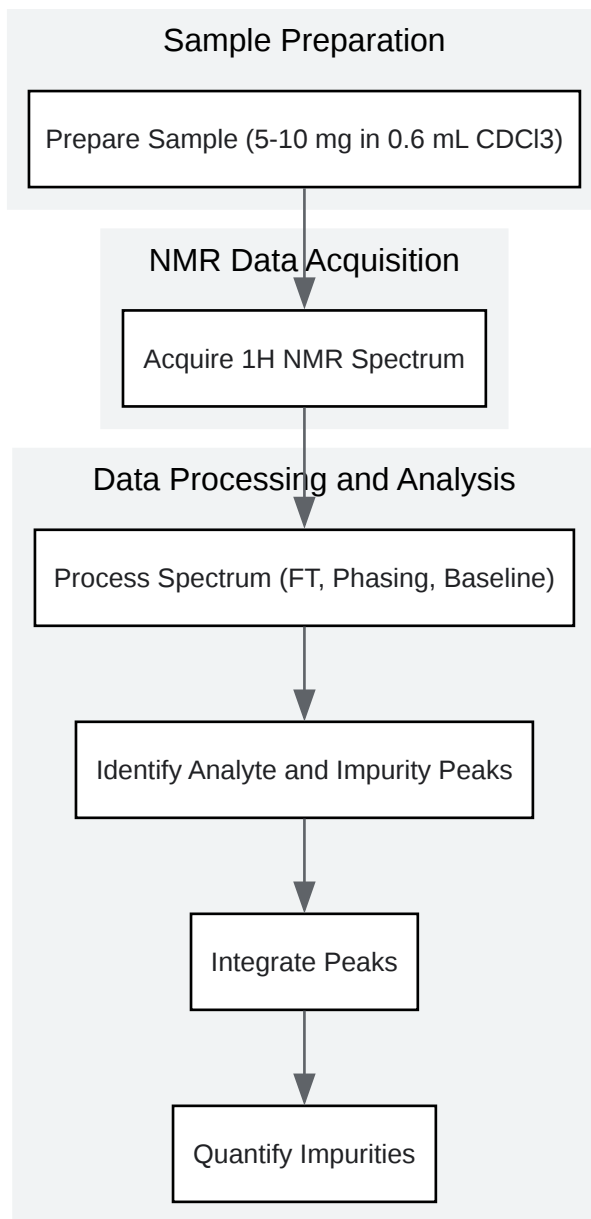 Sample Preparation
Prepare Sample (5-10 mg in 0.6 mL CDCl3)
NMR Data Acquisition
Acquire 1H NMR Spectrum
Data Processing and Analysis
Process Spectrum (FT, Phasing, Baseline)
Identify Analyte and Impurity Peaks
Integrate Peaks
Quantify Impurities